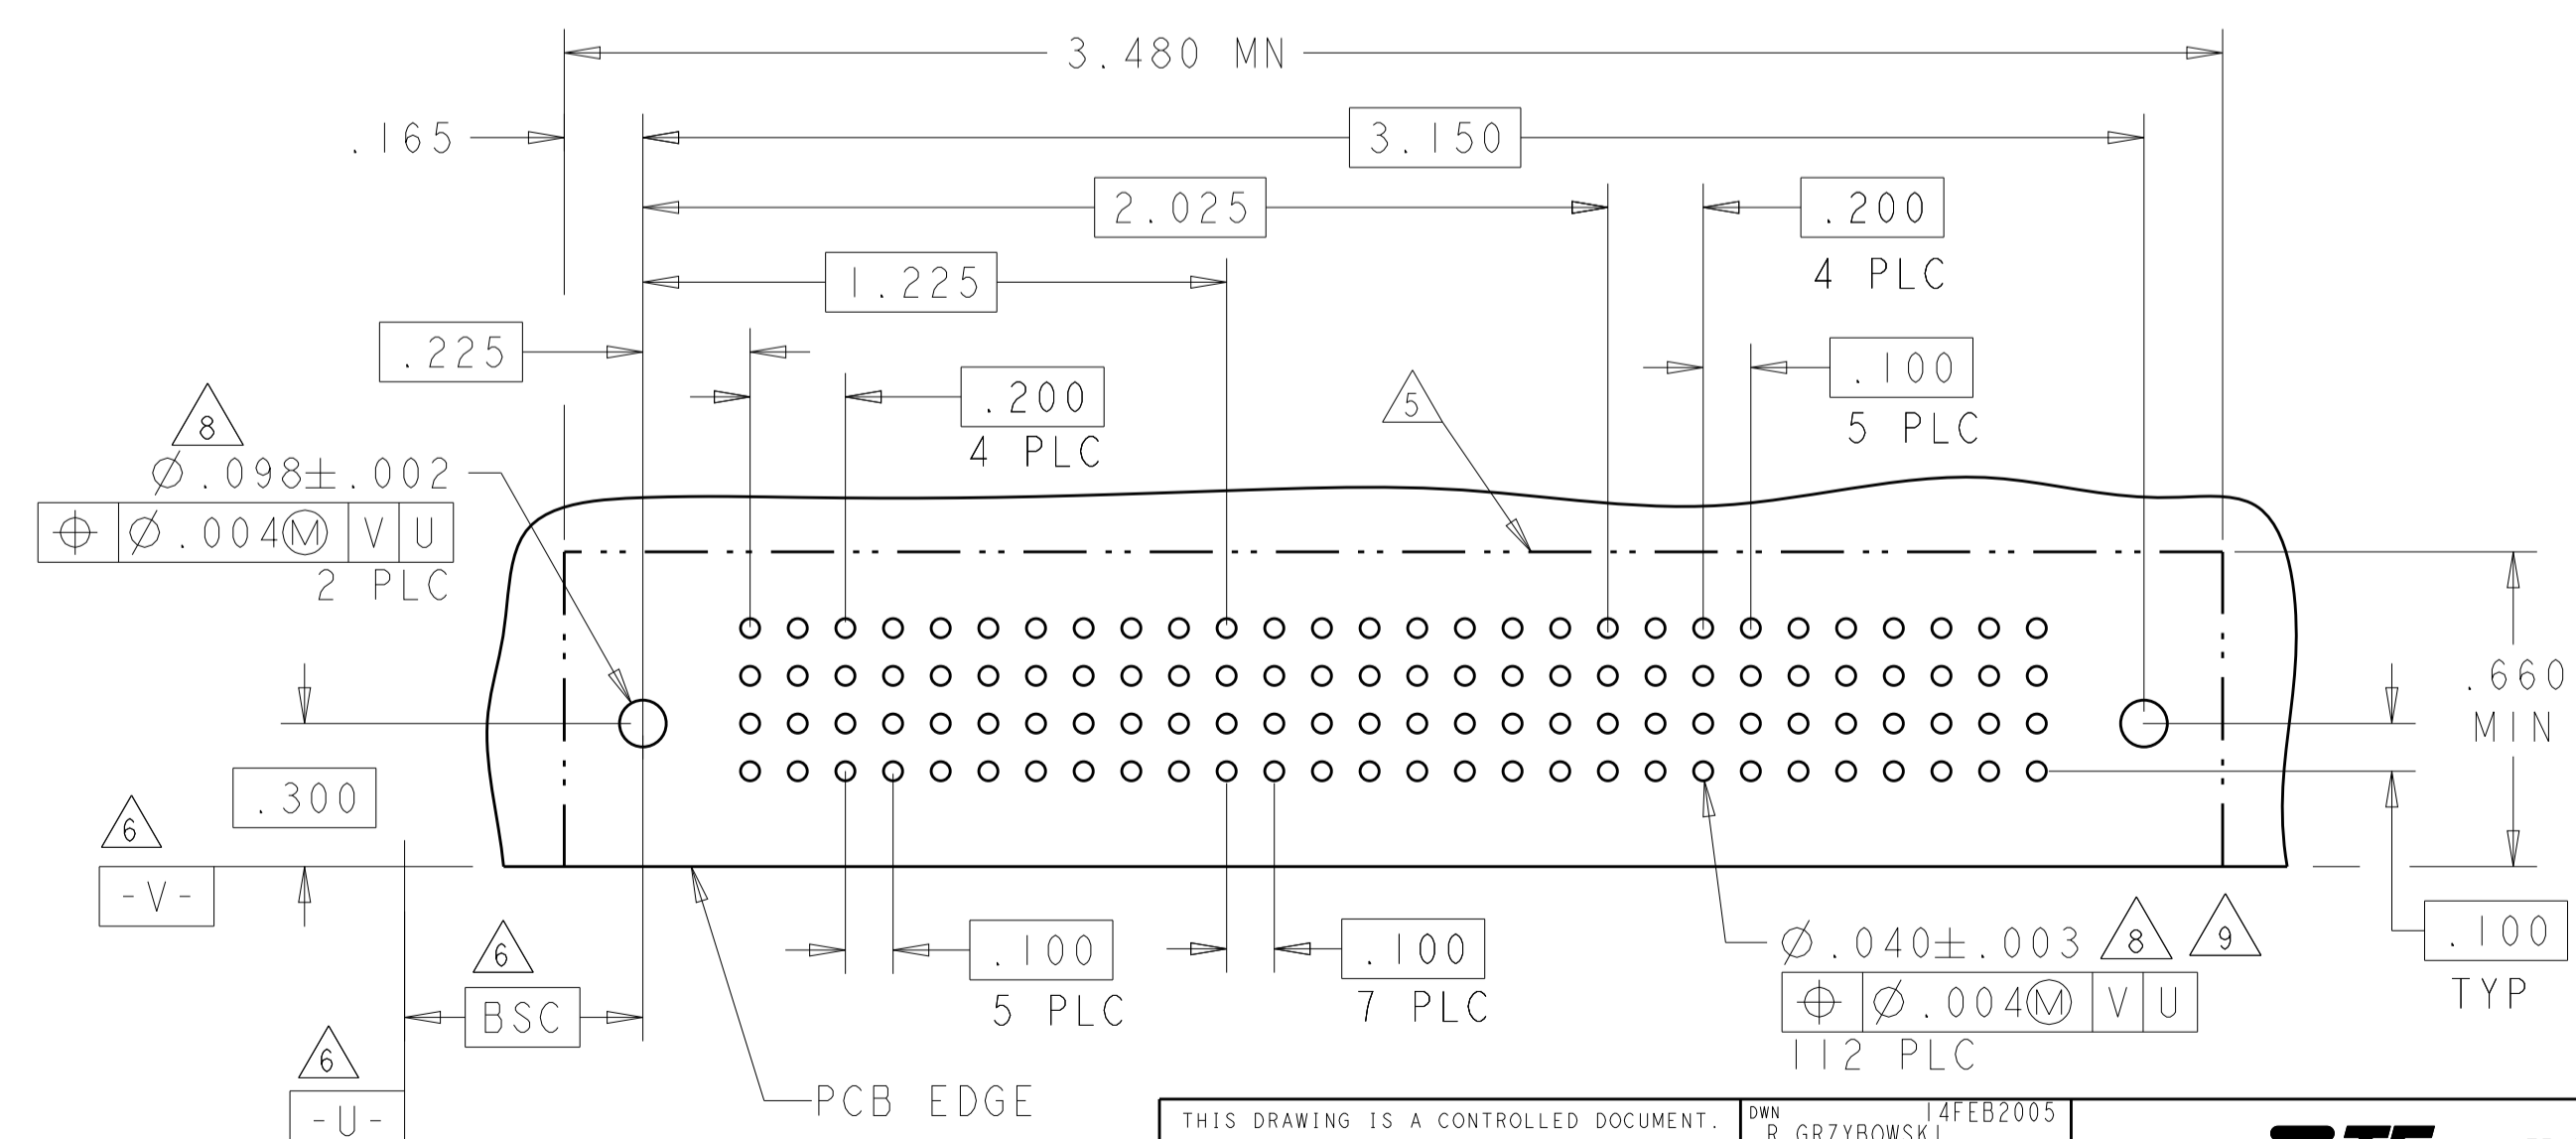 3.480 MN
.165
3.150
2.025
.200
4 PLC
1.225
.225
.200
4 PLC
.100
5 PLC
5
8
Ø.098±.002
⌖ Ø.004Ⓜ V U
2 PLC
.660
MIN
.300
6
-V-
6
BSC
6
-U-
.100
5 PLC
.100
7 PLC
Ø.040±.003 8 9
⌖ Ø.004Ⓜ V U
112 PLC
.100
TYP
PCB EDGE
THIS DRAWING IS A CONTROLLED DOCUMENT.
DWN 14FEB2005
R GRZYBOWSKI